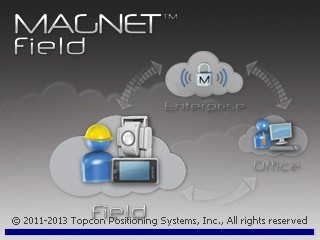 MAGNET™
Field
Enterprise
M
Office
Field
© 2011-2013 Topcon Positioning Systems, Inc., All rights reserved